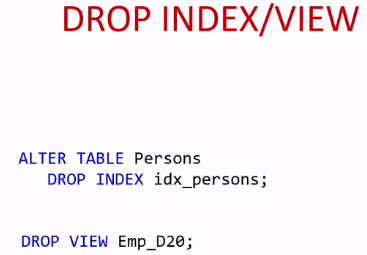 DROP INDEX/VIEW
ALTER TABLE Persons
DROP INDEX idx_persons;
DROP VIEW Emp_D20;